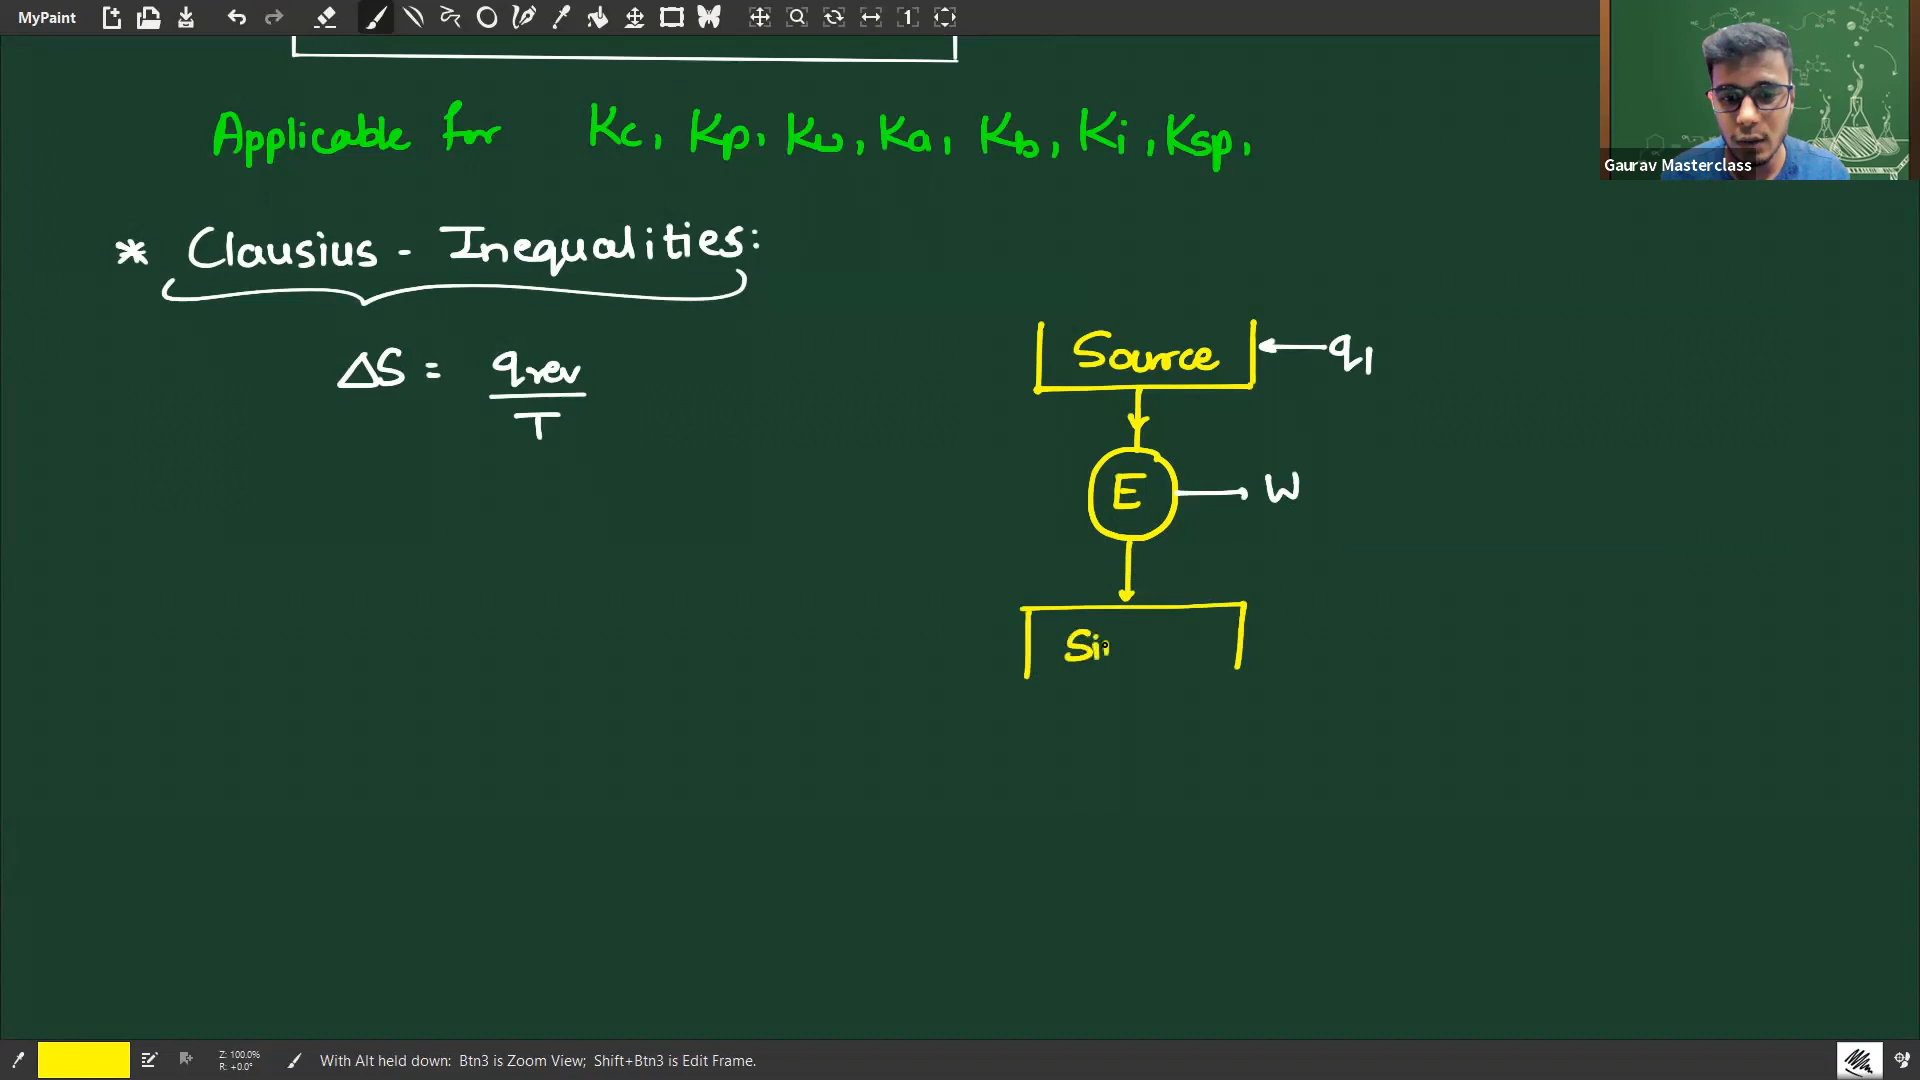 MyPaint
Applicable for Kc, Kp, Kw, Ka, Kb, Ki, Ksp,
Gaurav Masterclass
* Clausius - Inequalities:
ΔS = qrev
T
Source
q1
E
W
Si
Z: 100.0%
R: +0.0°
With Alt held down: Btn3 is Zoom View; Shift+Btn3 is Edit Frame.